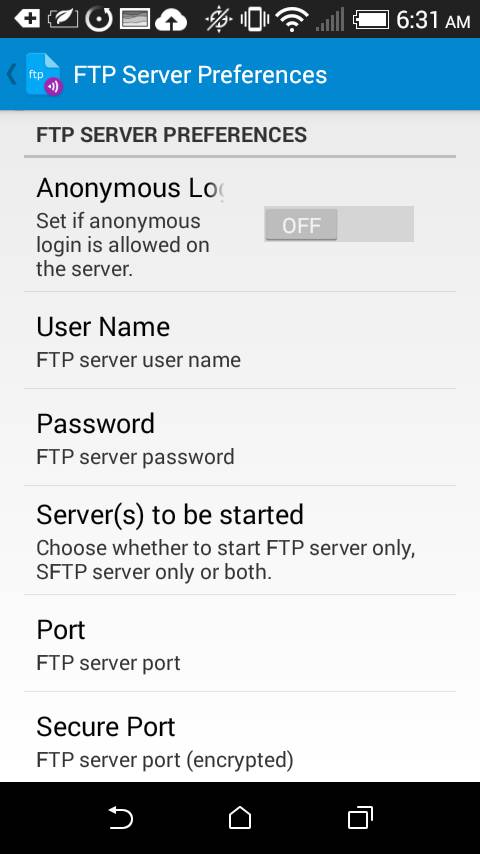 6:31 AM
ftp
FTP Server Preferences
FTP SERVER PREFERENCES
Anonymous Lo
Set if anonymous
login is allowed on
the server.
OFF
User Name
FTP server user name
Password
FTP server password
Server(s) to be started
Choose whether to start FTP server only,
SFTP server only or both.
Port
FTP server port
Secure Port
FTP server port (encrypted)